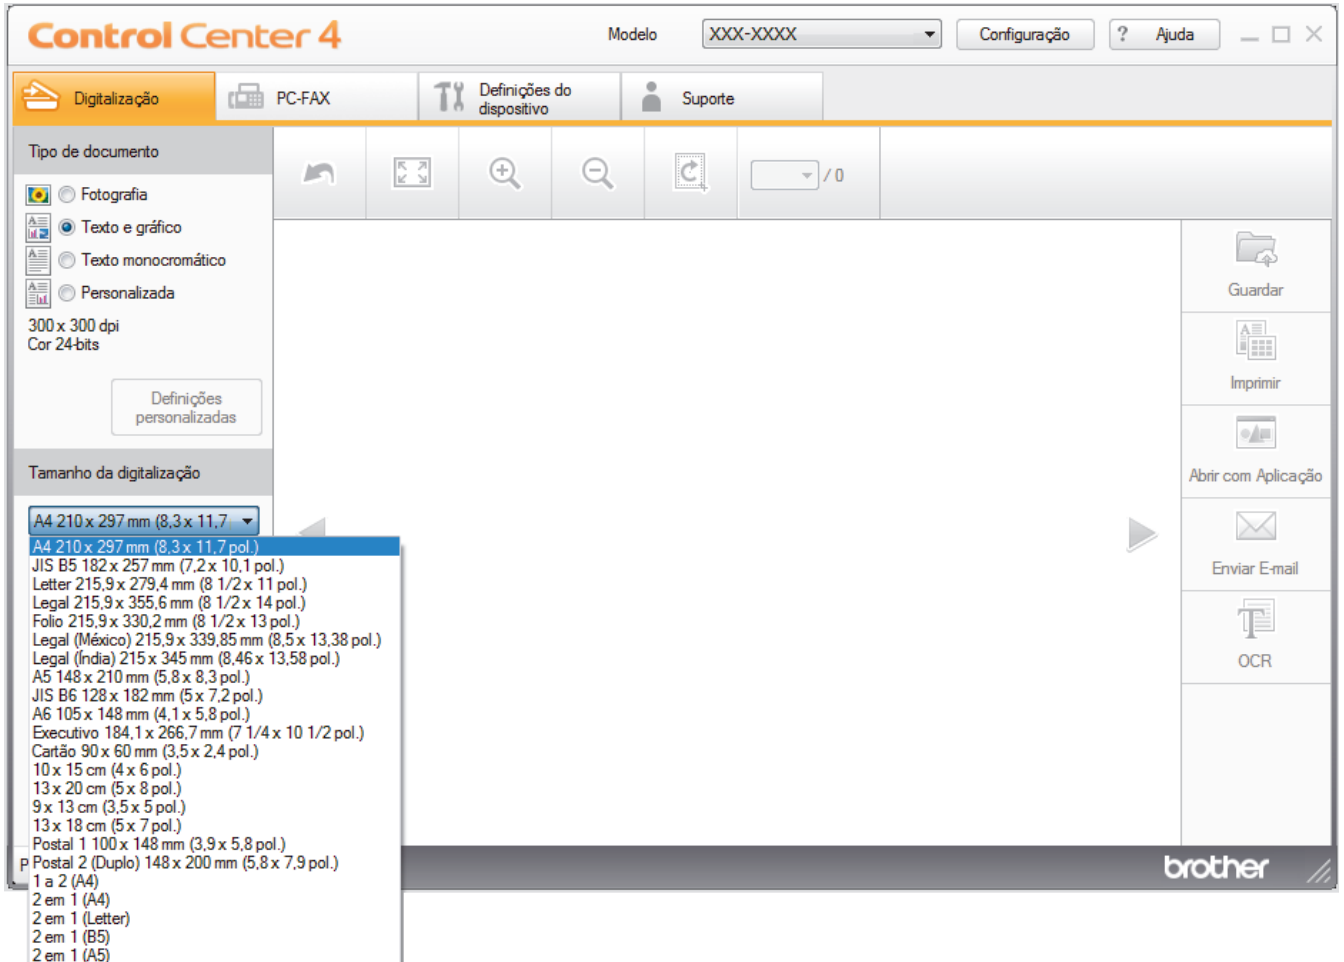 Control Center 4
Modelo
XXX-XXXX
Configuração
? Ajuda
Digitalização
PC-FAX
Definições do
dispositivo
Suporte
Tipo de documento
Fotografia
Texto e gráfico
Texto monocromático
Personalizada
300 x 300 dpi
Cor 24-bits
Definições
personalizadas
/ 0
Tamanho da digitalização
A4 210 x 297 mm (8,3 x 11,7
A4 210 x 297 mm (8,3 x 11,7 pol.)
JIS B5 182 x 257 mm (7,2 x 10,1 pol.)
Letter 215,9 x 279,4 mm (8 1/2 x 11 pol.)
Legal 215,9 x 355,6 mm (8 1/2 x 14 pol.)
Folio 215,9 x 330,2 mm (8 1/2 x 13 pol.)
Legal (México) 215,9 x 339,85 mm (8,5 x 13,38 pol.)
Legal (Índia) 215 x 345 mm (8,46 x 13,58 pol.)
A5 148 x 210 mm (5,8 x 8,3 pol.)
JIS B6 128 x 182 mm (5 x 7,2 pol.)
A6 105 x 148 mm (4,1 x 5,8 pol.)
Executivo 184,1 x 266,7 mm (7 1/4 x 10 1/2 pol.)
Cartão 90 x 60 mm (3,5 x 2,4 pol.)
10 x 15 cm (4 x 6 pol.)
13 x 20 cm (5 x 8 pol.)
9 x 13 cm (3,5 x 5 pol.)
13 x 18 cm (5 x 7 pol.)
Postal 1 100 x 148 mm (3,9 x 5,8 pol.)
Postal 2 (Duplo) 148 x 200 mm (5,8 x 7,9 pol.)
1 a 2 (A4)
2 em 1 (A4)
2 em 1 (Letter)
2 em 1 (B5)
2 em 1 (A5)
Guardar
Imprimir
Abrir com Aplicação
Enviar E-mail
OCR
P
brother